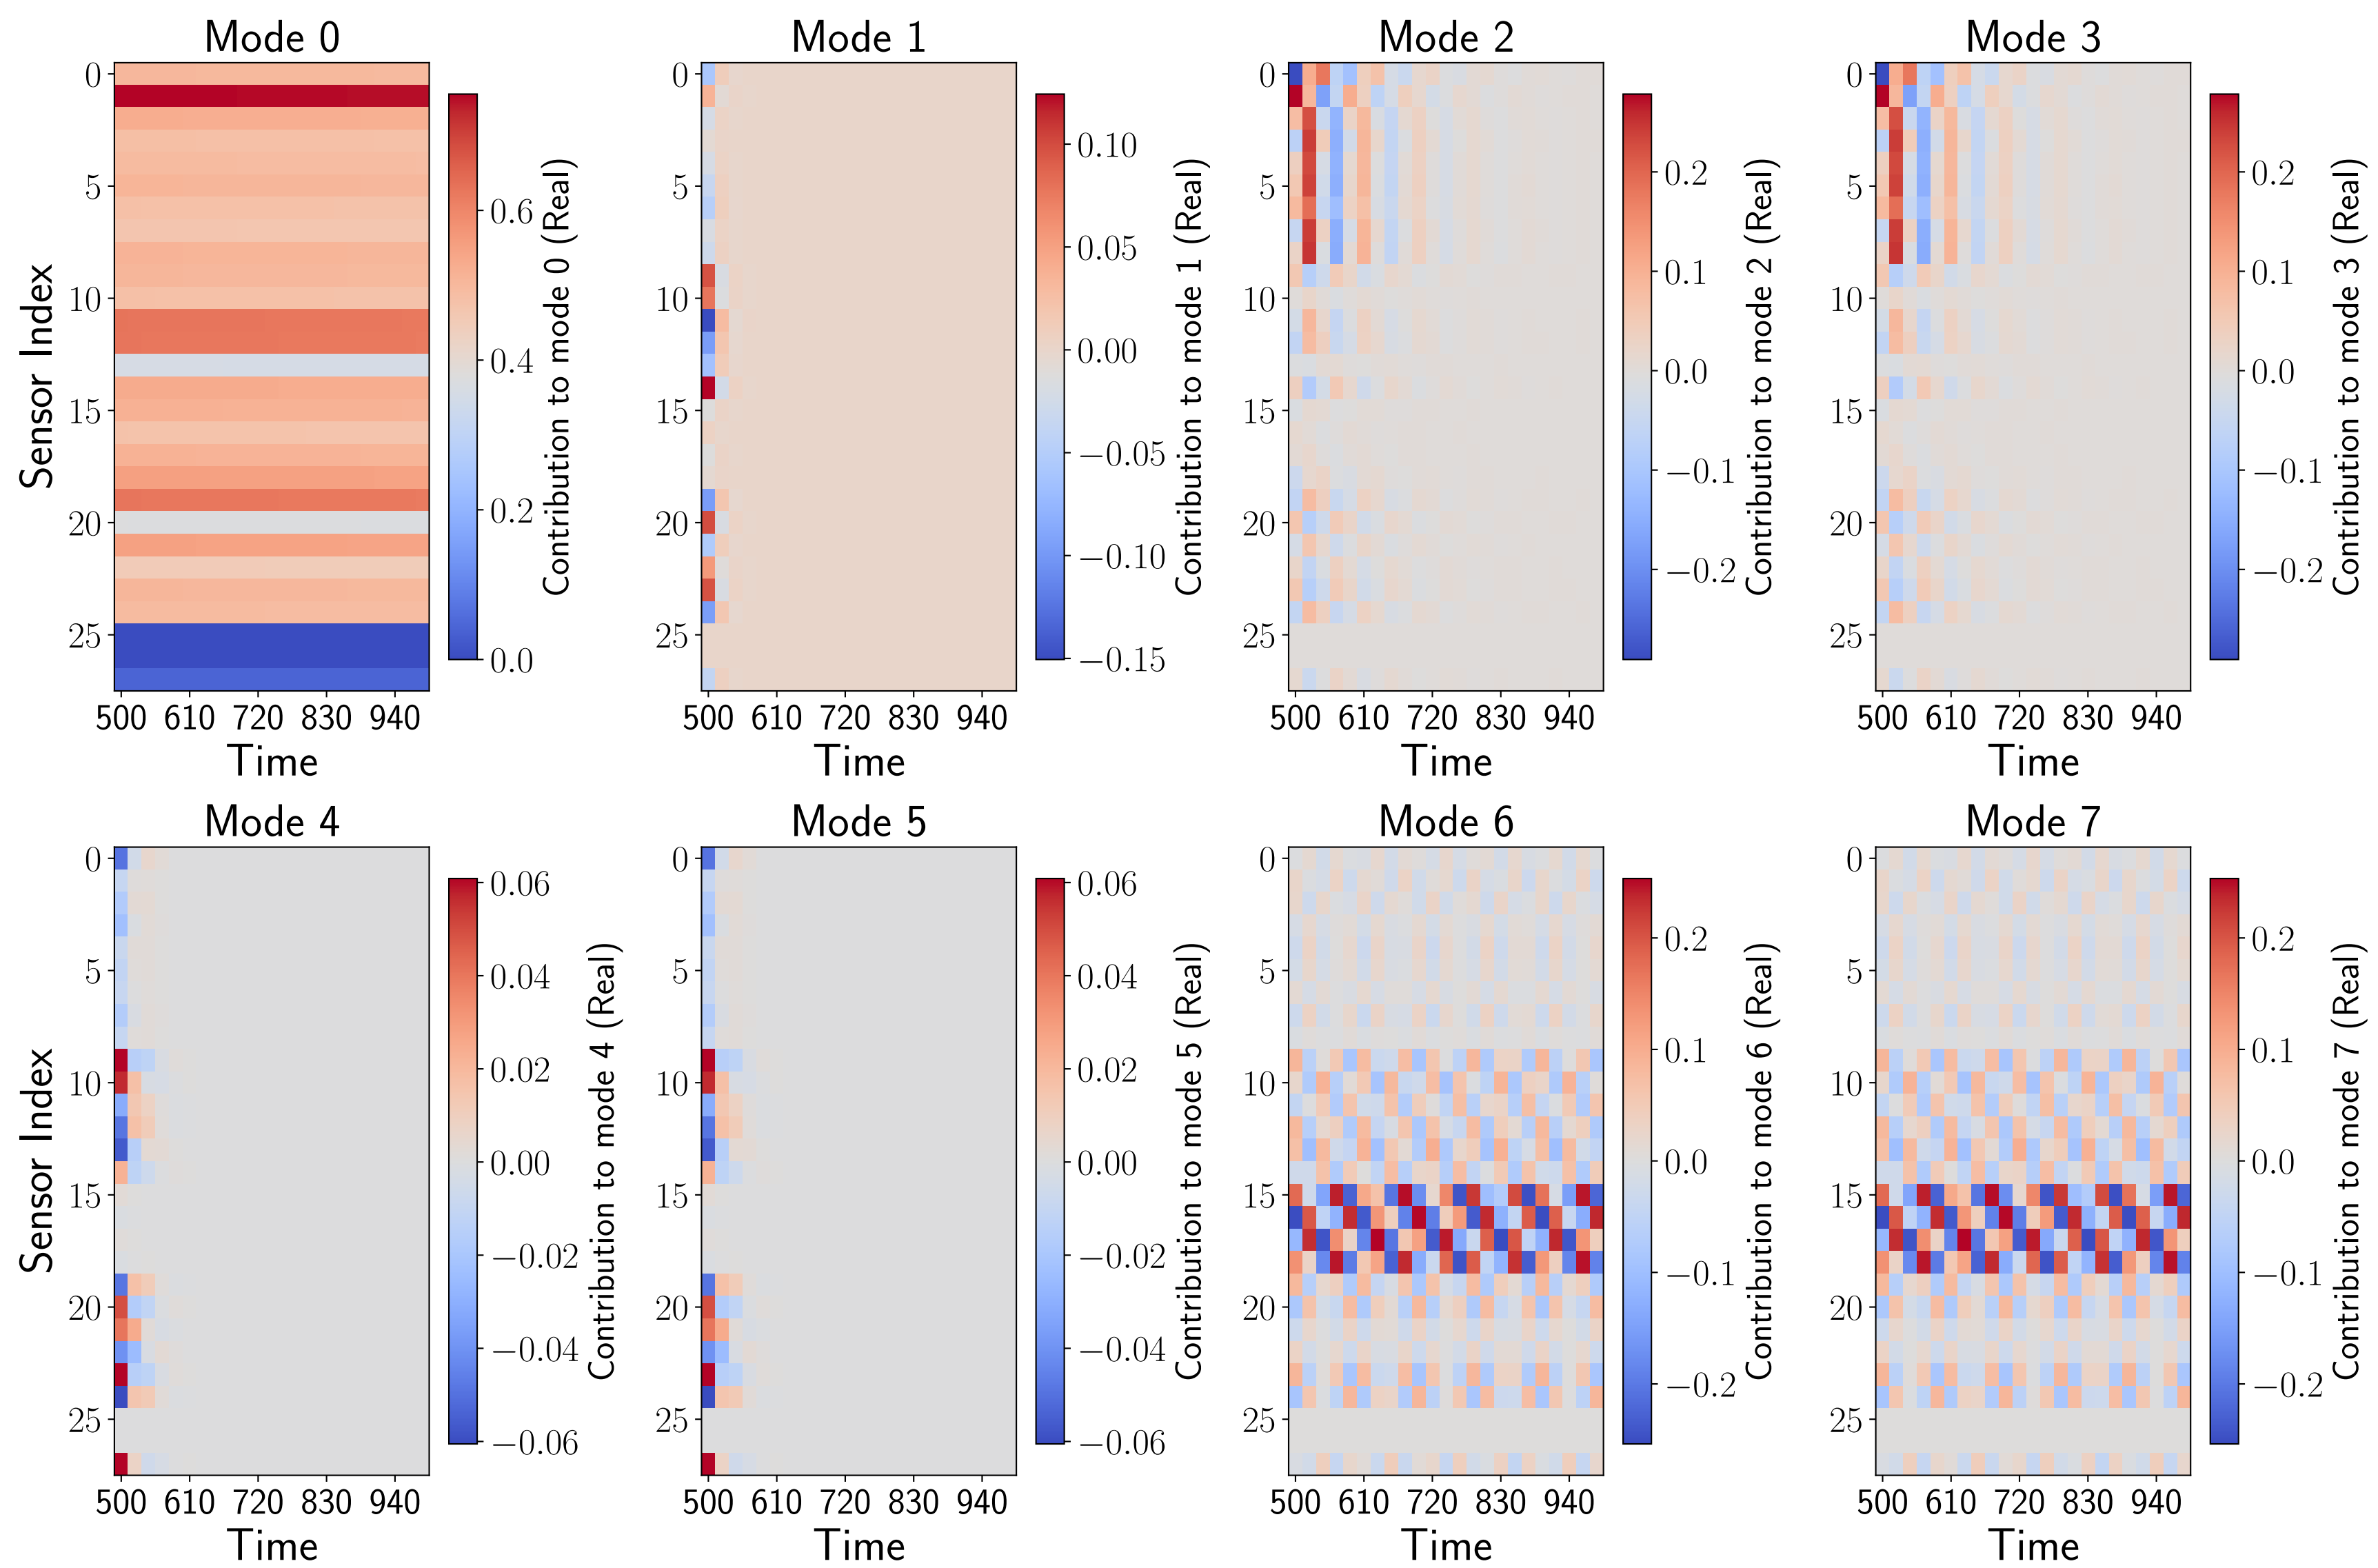 Mode 0
Sensor Index
0
5
10
15
20
25
500 610 720 830 940
Time
0.6
0.4
0.2
0.0
Contribution to mode 0 (Real)
Mode 1
0
5
10
15
20
25
500 610 720 830 940
Time
0.10
0.05
0.00
−0.05
−0.10
−0.15
Contribution to mode 1 (Real)
Mode 2
0
5
10
15
20
25
500 610 720 830 940
Time
0.2
0.1
0.0
−0.1
−0.2
Contribution to mode 2 (Real)
Mode 3
0
5
10
15
20
25
500 610 720 830 940
Time
0.2
0.1
0.0
−0.1
−0.2
Contribution to mode 3 (Real)
Mode 4
Sensor Index
0
5
10
15
20
25
500 610 720 830 940
Time
0.06
0.04
0.02
0.00
−0.02
−0.04
−0.06
Contribution to mode 4 (Real)
Mode 5
0
5
10
15
20
25
500 610 720 830 940
Time
0.06
0.04
0.02
0.00
−0.02
−0.04
−0.06
Contribution to mode 5 (Real)
Mode 6
0
5
10
15
20
25
500 610 720 830 940
Time
0.2
0.1
0.0
−0.1
−0.2
Contribution to mode 6 (Real)
Mode 7
0
5
10
15
20
25
500 610 720 830 940
Time
0.2
0.1
0.0
−0.1
−0.2
Contribution to mode 7 (Real)